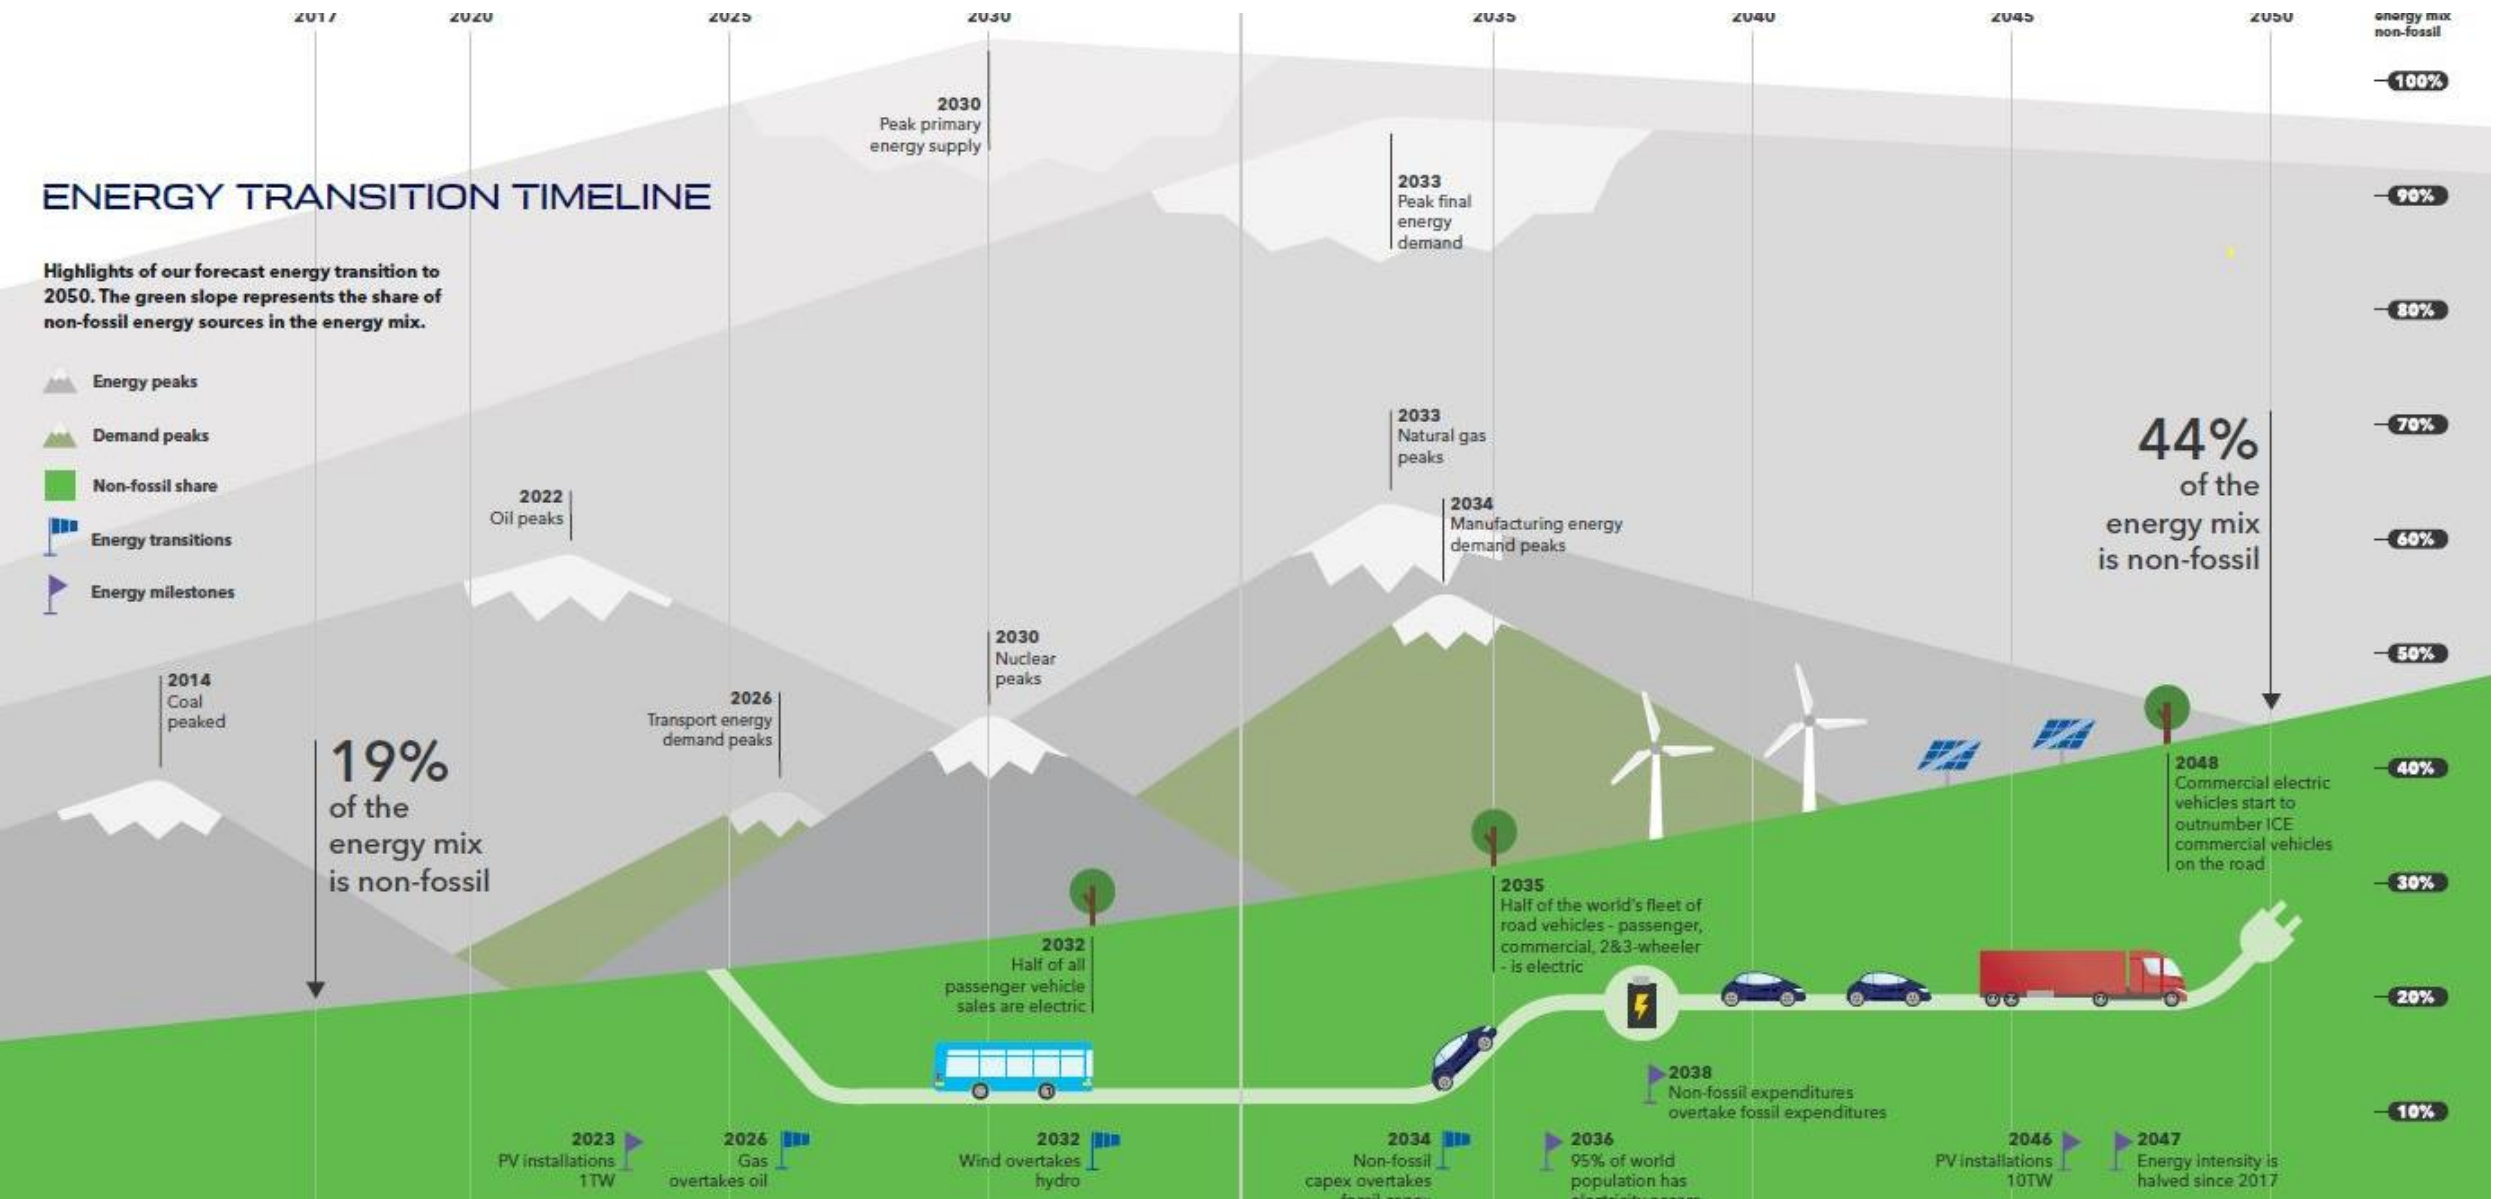 2017 2020 2025 2030 2035 2040 2045 2050
energy mix
non-fossil
100%
90%
80%
70%
60%
50%
40%
30%
20%
10%
ENERGY TRANSITION TIMELINE
Highlights of our forecast energy transition to
2050. The green slope represents the share of
non-fossil energy sources in the energy mix.
Energy peaks
Demand peaks
Non-fossil share
Energy transitions
Energy milestones
2030
Peak primary
energy supply
2033
Peak final
energy
demand
2022
Oil peaks
2033
Natural gas
peaks
2034
Manufacturing energy
demand peaks
44%
of the
energy mix
is non-fossil
2014
Coal
peaked
19%
of the
energy mix
is non-fossil
2026
Transport energy
demand peaks
2030
Nuclear
peaks
2048
Commercial electric
vehicles start to
outnumber ICE
commercial vehicles
on the road
2032
Half of all
passenger vehicle
sales are electric
2035
Half of the world's fleet of
road vehicles - passenger,
commercial, 2&3-wheeler
- is electric
2038
Non-fossil expenditures
overtake fossil expenditures
2023
PV installations
1TW
2026
Gas
overtakes oil
2032
Wind overtakes
hydro
2034
Non-fossil
capex overtakes
fossil capex
2036
95% of world
population has
electricity access
2046
PV installations
10TW
2047
Energy intensity is
halved since 2017